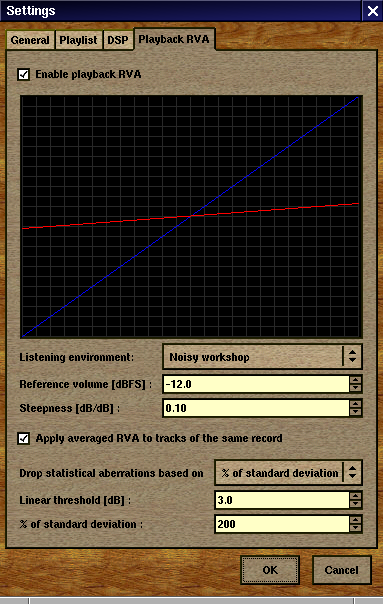 Settings
General Playlist DSP Playback RVA
Enable playback RVA
Listening environment: Noisy workshop
Reference volume [dBFS] : -12.0
Steepness [dB/dB] : 0.10
Apply averaged RVA to tracks of the same record
Drop statistical aberrations based on % of standard deviation
Linear threshold [dB] : 3.0
% of standard deviation : 200
OK Cancel